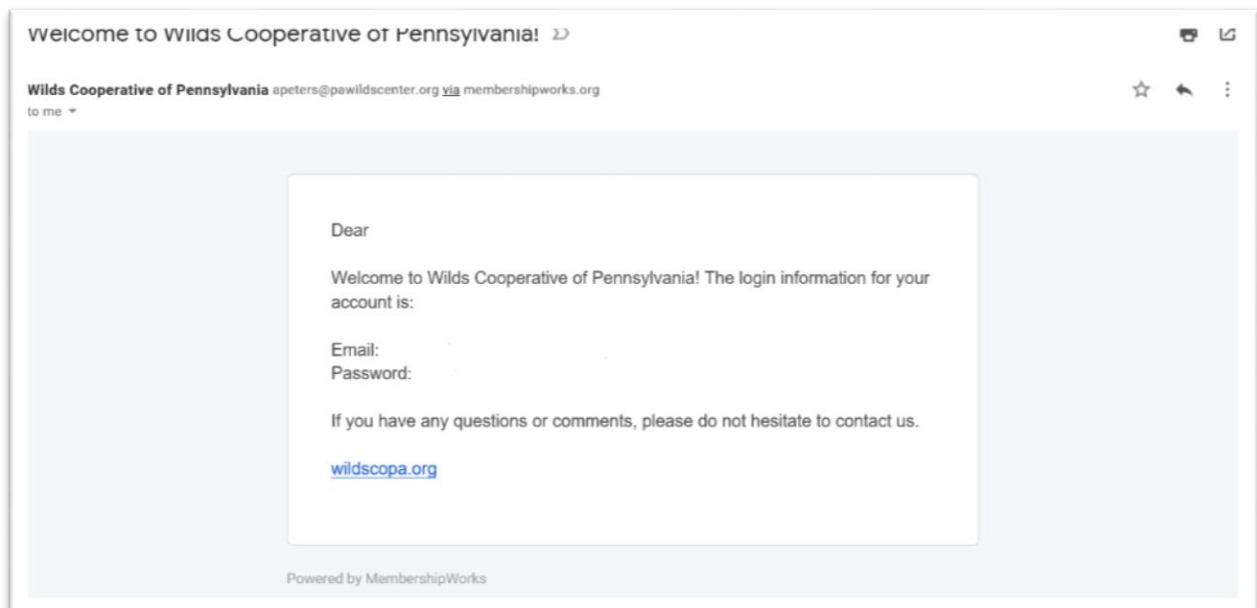 Welcome to Wilds Cooperative of Pennsylvania!
Wilds Cooperative of Pennsylvania apeters@pawildscenter.org via membershipworks.org
to me
Dear
Welcome to Wilds Cooperative of Pennsylvania! The login information for your
account is:
Email:
Password:
If you have any questions or comments, please do not hesitate to contact us.
wildscopa.org
Powered by MembershipWorks